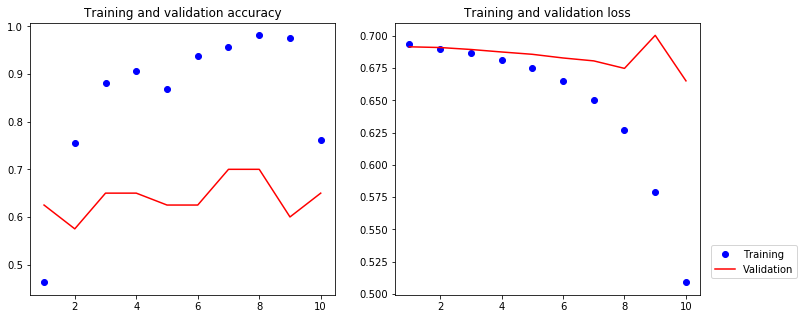 Training and validation accuracy
1.0
0.9
0.8
0.7
0.6
0.5
2 4 6 8 10
Training and validation loss
0.700
0.675
0.650
0.625
0.600
0.575
0.550
0.525
0.500
2 4 6 8 10
Training
Validation